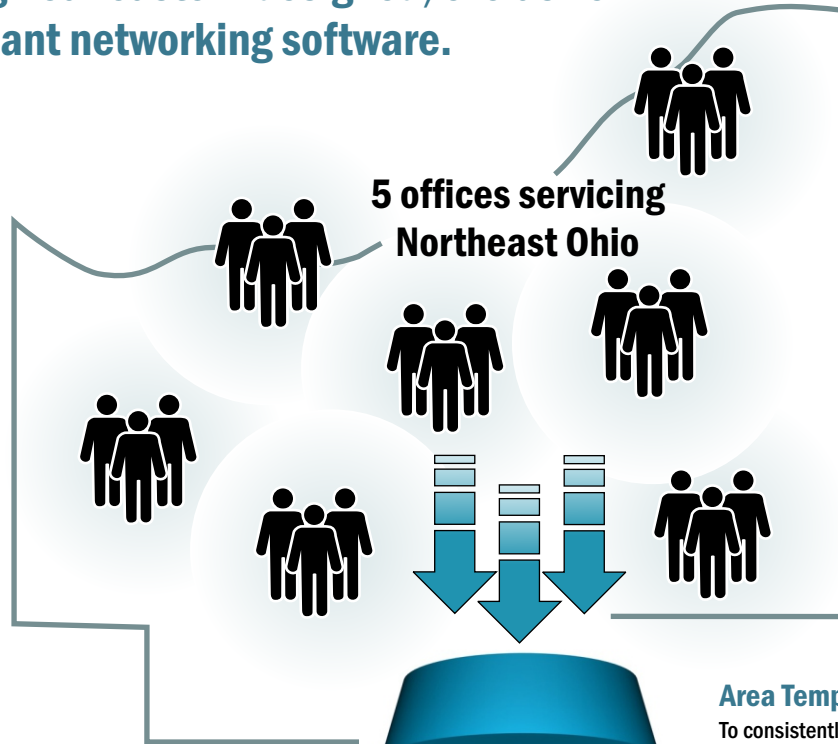 ant networking software.
5 offices servicing
Northeast Ohio
Area Temp
To consistentl